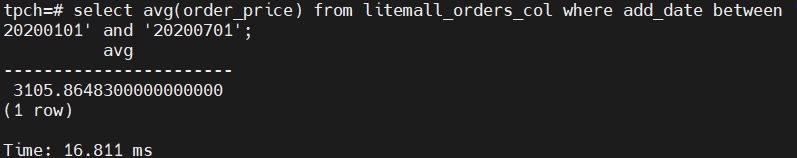 tpch=# select avg(order_price) from litemall_orders_col where add_date between
20200101' and '20200701';
avg
-----------------------
3105.8648300000000000
(1 row)
Time: 16.811 ms